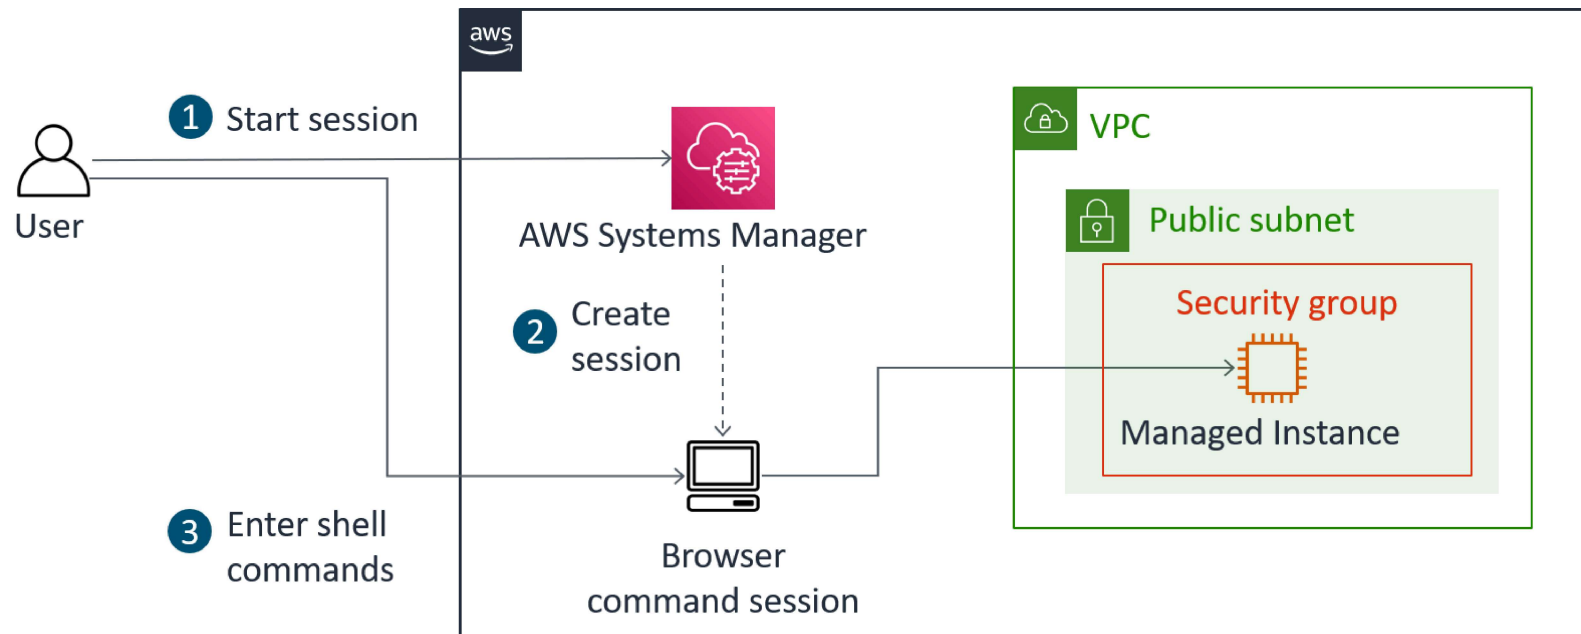 aws
1 Start session
VPC
User
AWS Systems Manager
Public subnet
2 Create
session
Security group
Managed Instance
3 Enter shell
commands
Browser
command session